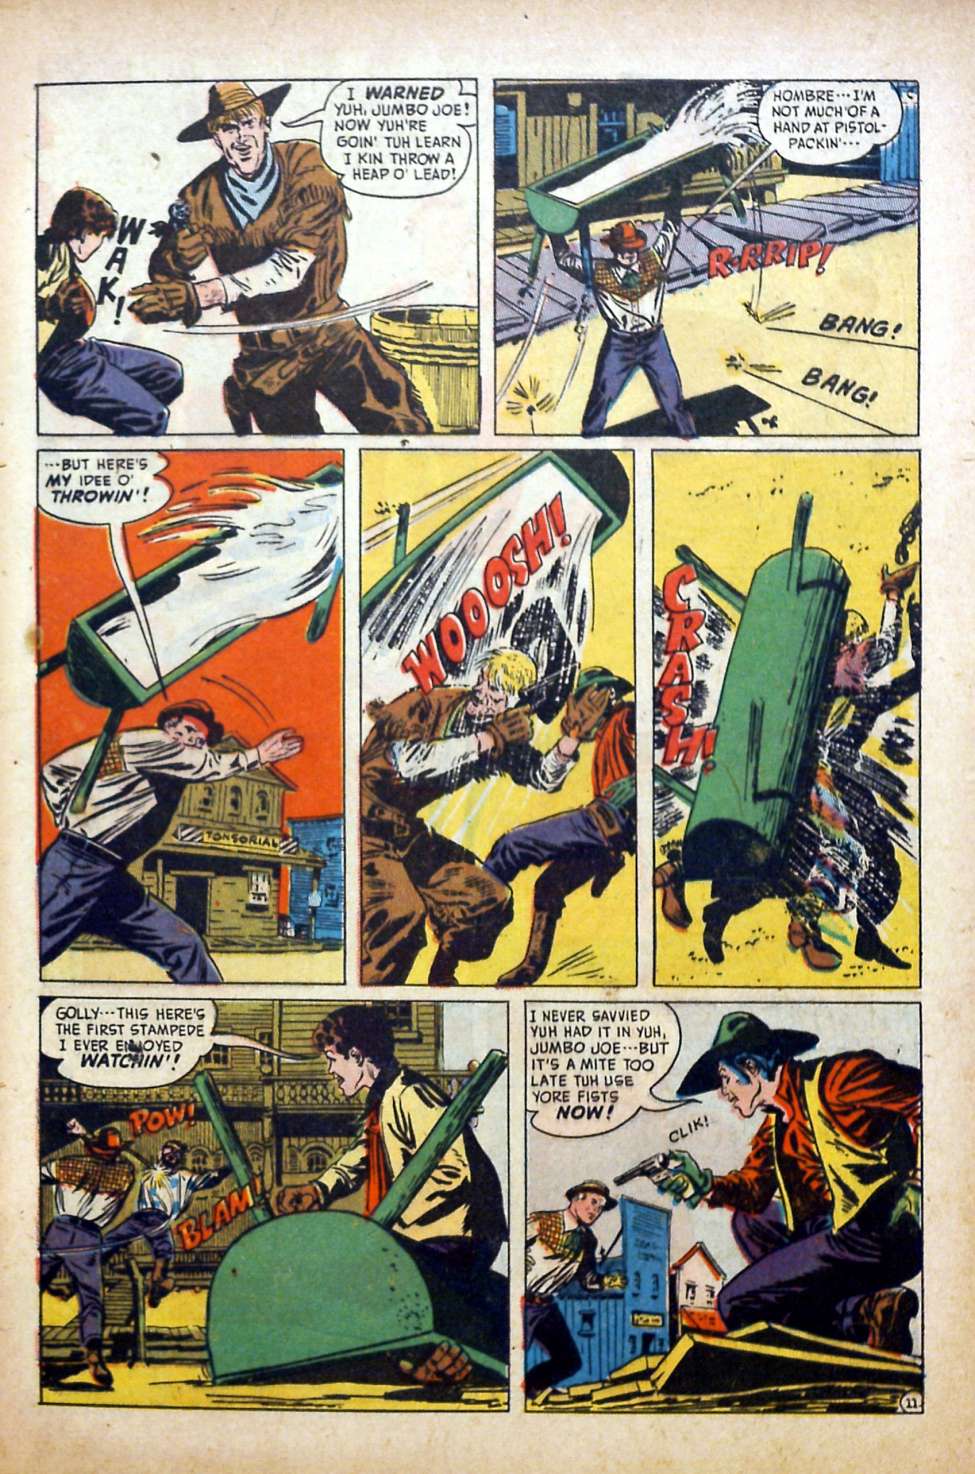 I WARNED
YUH, JUMBO JOE!
NOW YUH'RE
GOIN' TUH LEARN
I KIN THROW A
HEAP O' LEAD!
WAK!
HOMBRE---I'M
NOT MUCH OF A
HAND AT PISTOL-
PACKIN'---
R-R-RIP!
BANG!
BANG!
---BUT HERE'S
MY IDEE O'
THROWIN'!
TONSORIAL
WOOOSH!
CRASH!
GOLLY---THIS HERE'S
THE FIRST STAMPEDE
I EVER ENJOYED
WATCHIN'!
POW!
BLAM!
I NEVER SAVVIED
YUH HAD IT IN YUH,
JUMBO JOE---BUT
IT'S A MITE TOO
LATE TUH USE
YORE FISTS
NOW!
CLIK!
11